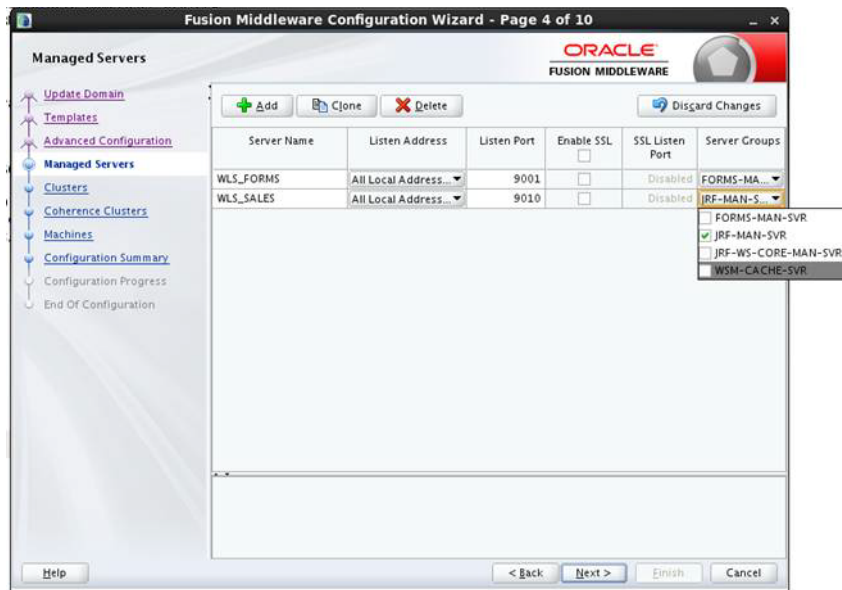 Fusion Middleware Configuration Wizard - Page 4 of 10
Managed Servers
ORACLE
FUSION MIDDLEWARE
Update Domain
Templates
Advanced Configuration
Managed Servers
Clusters
Coherence Clusters
Machines
Configuration Summary
Configuration Progress
End Of Configuration
Add Clone Delete Discard Changes
Server Name Listen Address Listen Port Enable SSL SSL Listen Port Server Groups
WLS_FORMS All Local Address... 9001 Disabled FORMS-MA...
WLS_SALES All Local Address... 9010 Disabled JRF-MAN-S...
FORMS-MAN-SVR
JRF-MAN-SVR
JRF-WS-CORE-MAN-SVR
WSM-CACHE-SVR
Help < Back Next > Finish Cancel